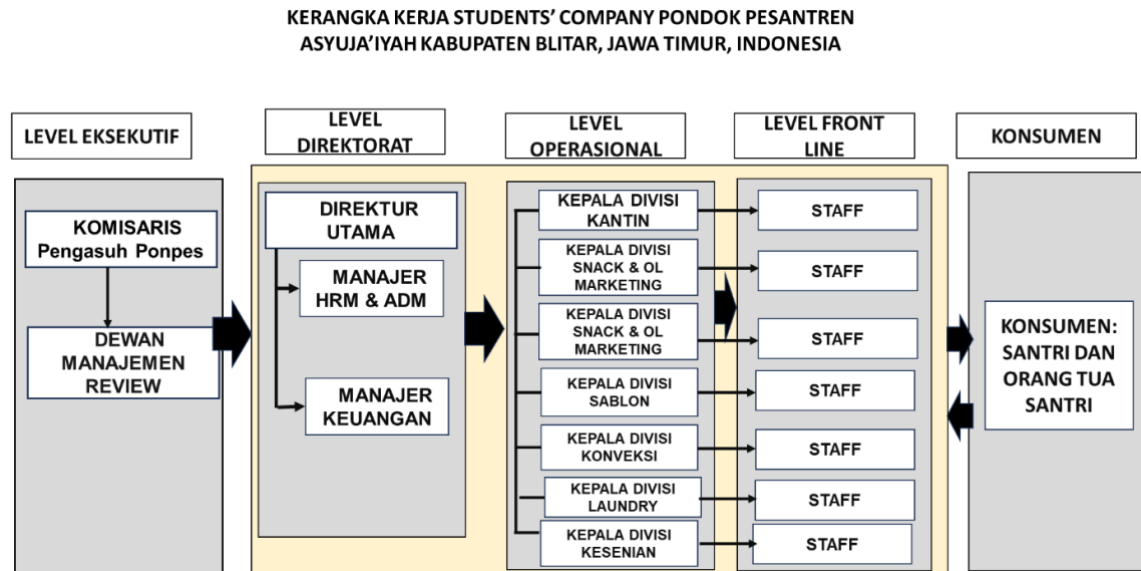 KERANGKA KERJA STUDENTS’ COMPANY PONDOK PESANTREN
ASYUJA’IYAH KABUPATEN BLITAR, JAWA TIMUR, INDONESIA
LEVEL EKSEKUTIF
LEVEL
DIREKTORAT
LEVEL
OPERASIONAL
LEVEL FRONT
LINE
KONSUMEN
KOMISARIS
Pengasuh Ponpes
DEWAN
MANAJEMEN
REVIEW
DIREKTUR
UTAMA
MANAJER
HRM & ADM
MANAJER
KEUANGAN
KEPALA DIVISI
KANTIN
KEPALA DIVISI
SNACK & OL
MARKETING
KEPALA DIVISI
SNACK & OL
MARKETING
KEPALA DIVISI
SABLON
KEPALA DIVISI
KONVEKSI
KEPALA DIVISI
LAUNDRY
KEPALA DIVISI
KESENIAN
STAFF
STAFF
STAFF
STAFF
STAFF
STAFF
STAFF
KONSUMEN:
SANTRI DAN
ORANG TUA
SANTRI